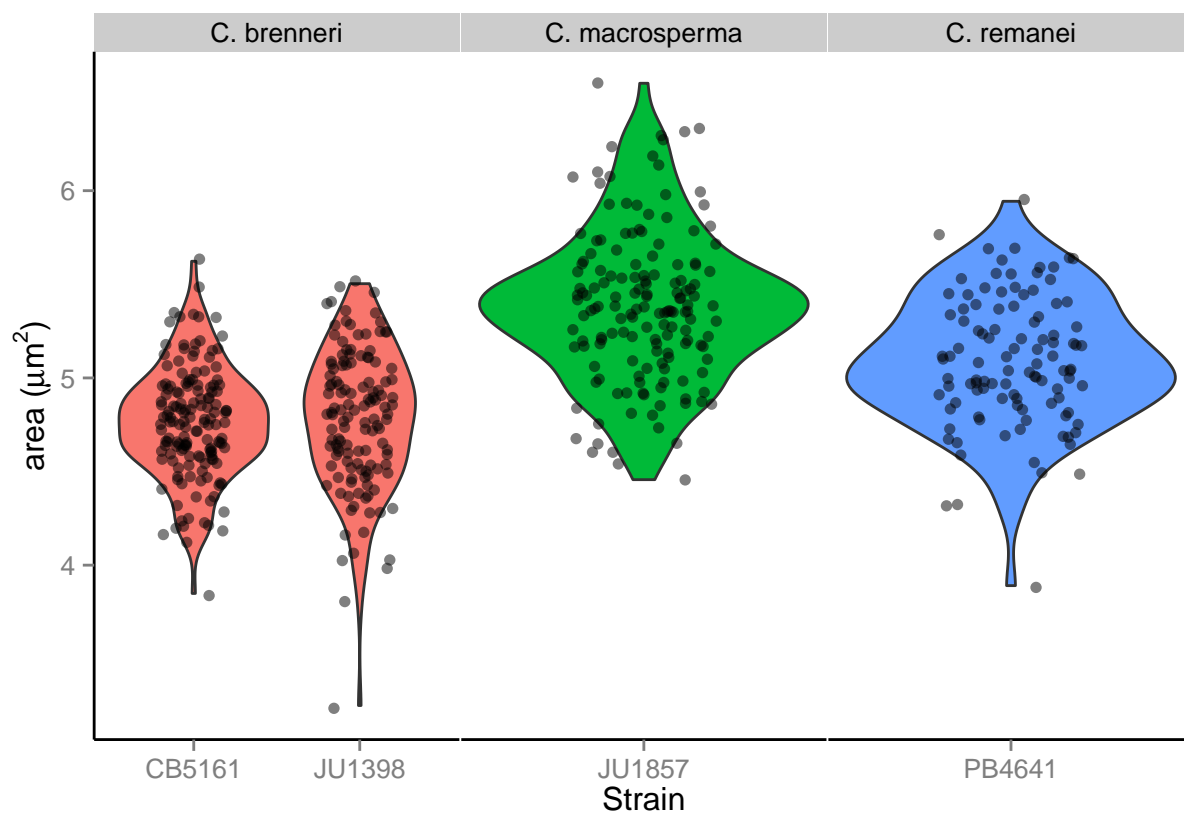 C. brenneri C. macrosperma C. remanei
area (μm²)
6
5
4
CB5161 JU1398 JU1857 PB4641
Strain